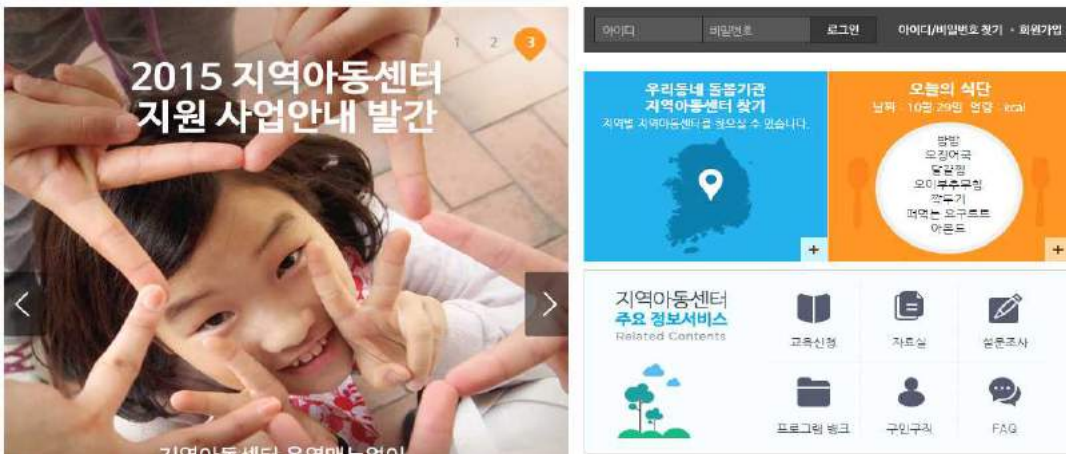 1 2 3
2015 지역아동센터
지원 사업안내 발간
아이디 비밀번호 로그인 아이디/비밀번호 찾기 · 회원가입
우리동네 돌봄기관
지역아동센터 찾기
지역별 지역아동센터를 찾으실 수 있습니다.
오늘의 식단
날짜 : 10월 29일 열량 : kcal
쌀밥
오징어국
달걀찜
오이부추무침
깍두기
떠먹는 요구르트
아몬드
지역아동센터
주요 정보서비스
Related Contents
교육신청 자료실 설문조사
프로그램 뱅크 구인구직 FAQ